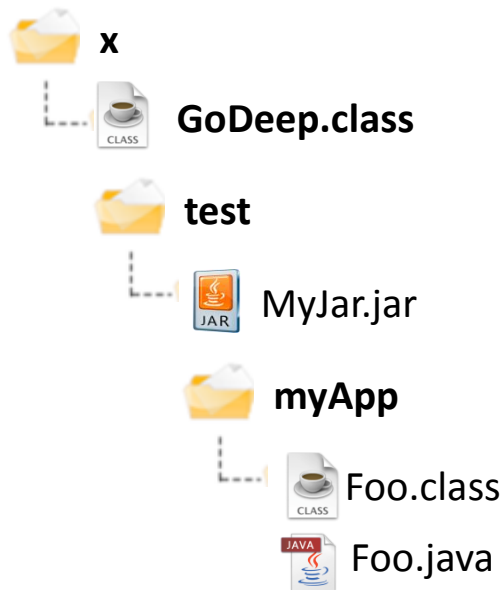 x
GoDeep.class
CLASS
test
MyJar.jar
JAR
myApp
Foo.class
CLASS
JAVA
Foo.java